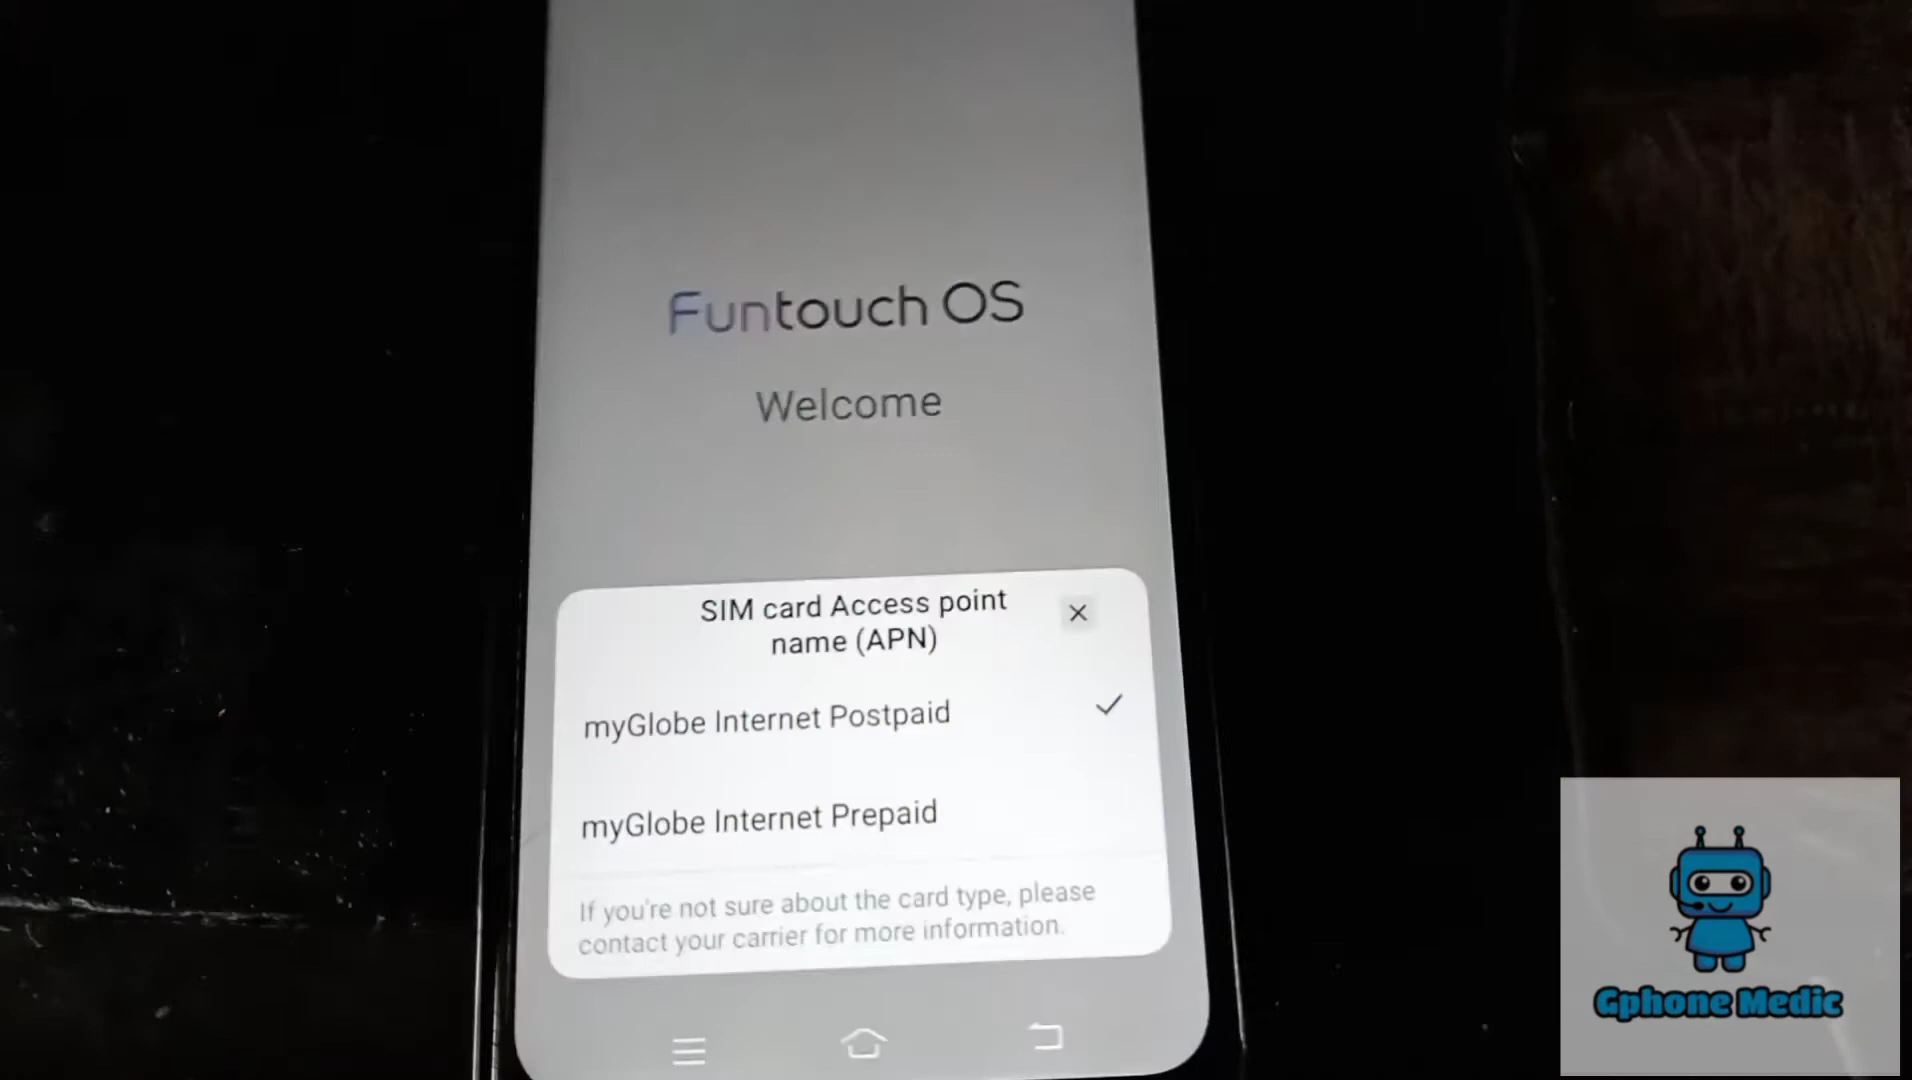 Funtouch OS
Welcome
SIM card Access point
name (APN)
myGlobe Internet Postpaid
myGlobe Internet Prepaid
If you're not sure about the card type, please
contact your carrier for more information.
Gphone Medic